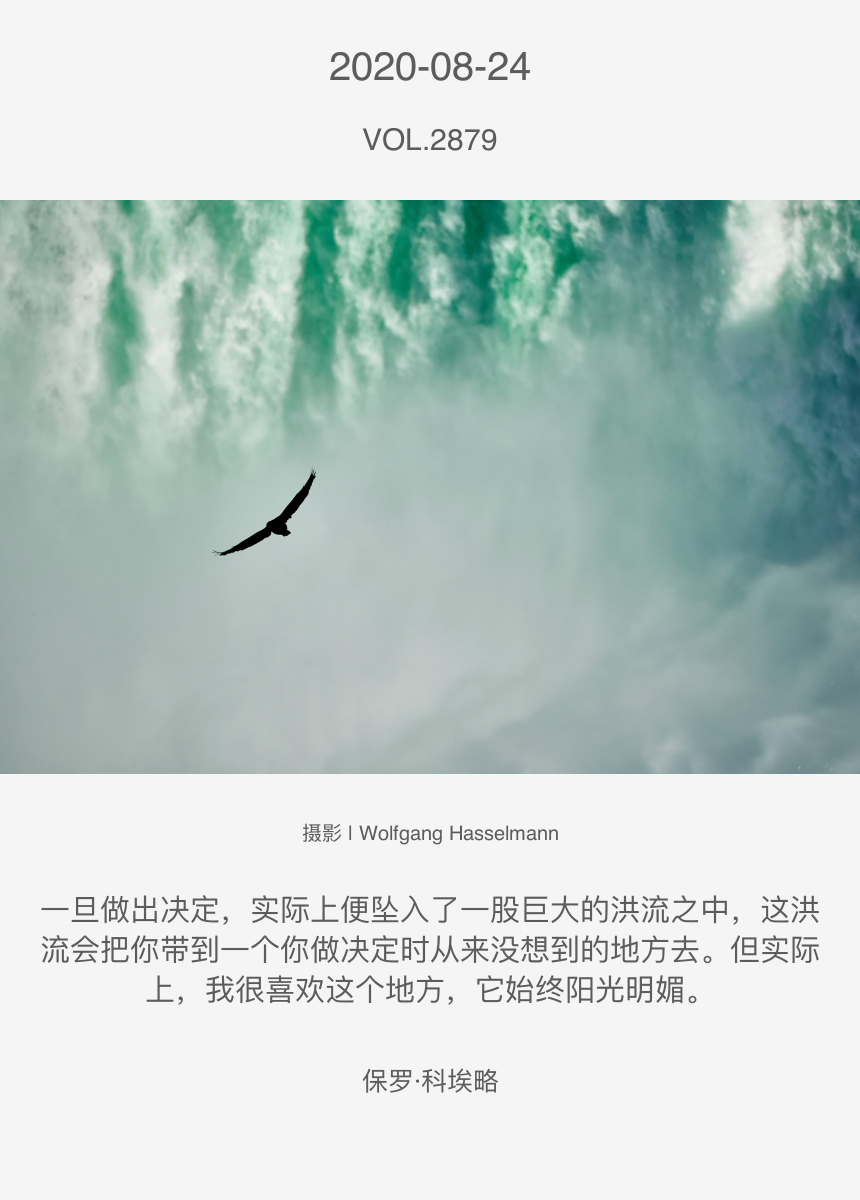 2020-08-24
VOL.2879
摄影 l Wolfgang Hasselmann
一旦做出决定，实际上便坠入了一股巨大的洪流之中，这洪
流会把你带到一个你做决定时从来没想到的地方去。但实际
上，我很喜欢这个地方，它始终阳光明媚。
保罗·科埃略